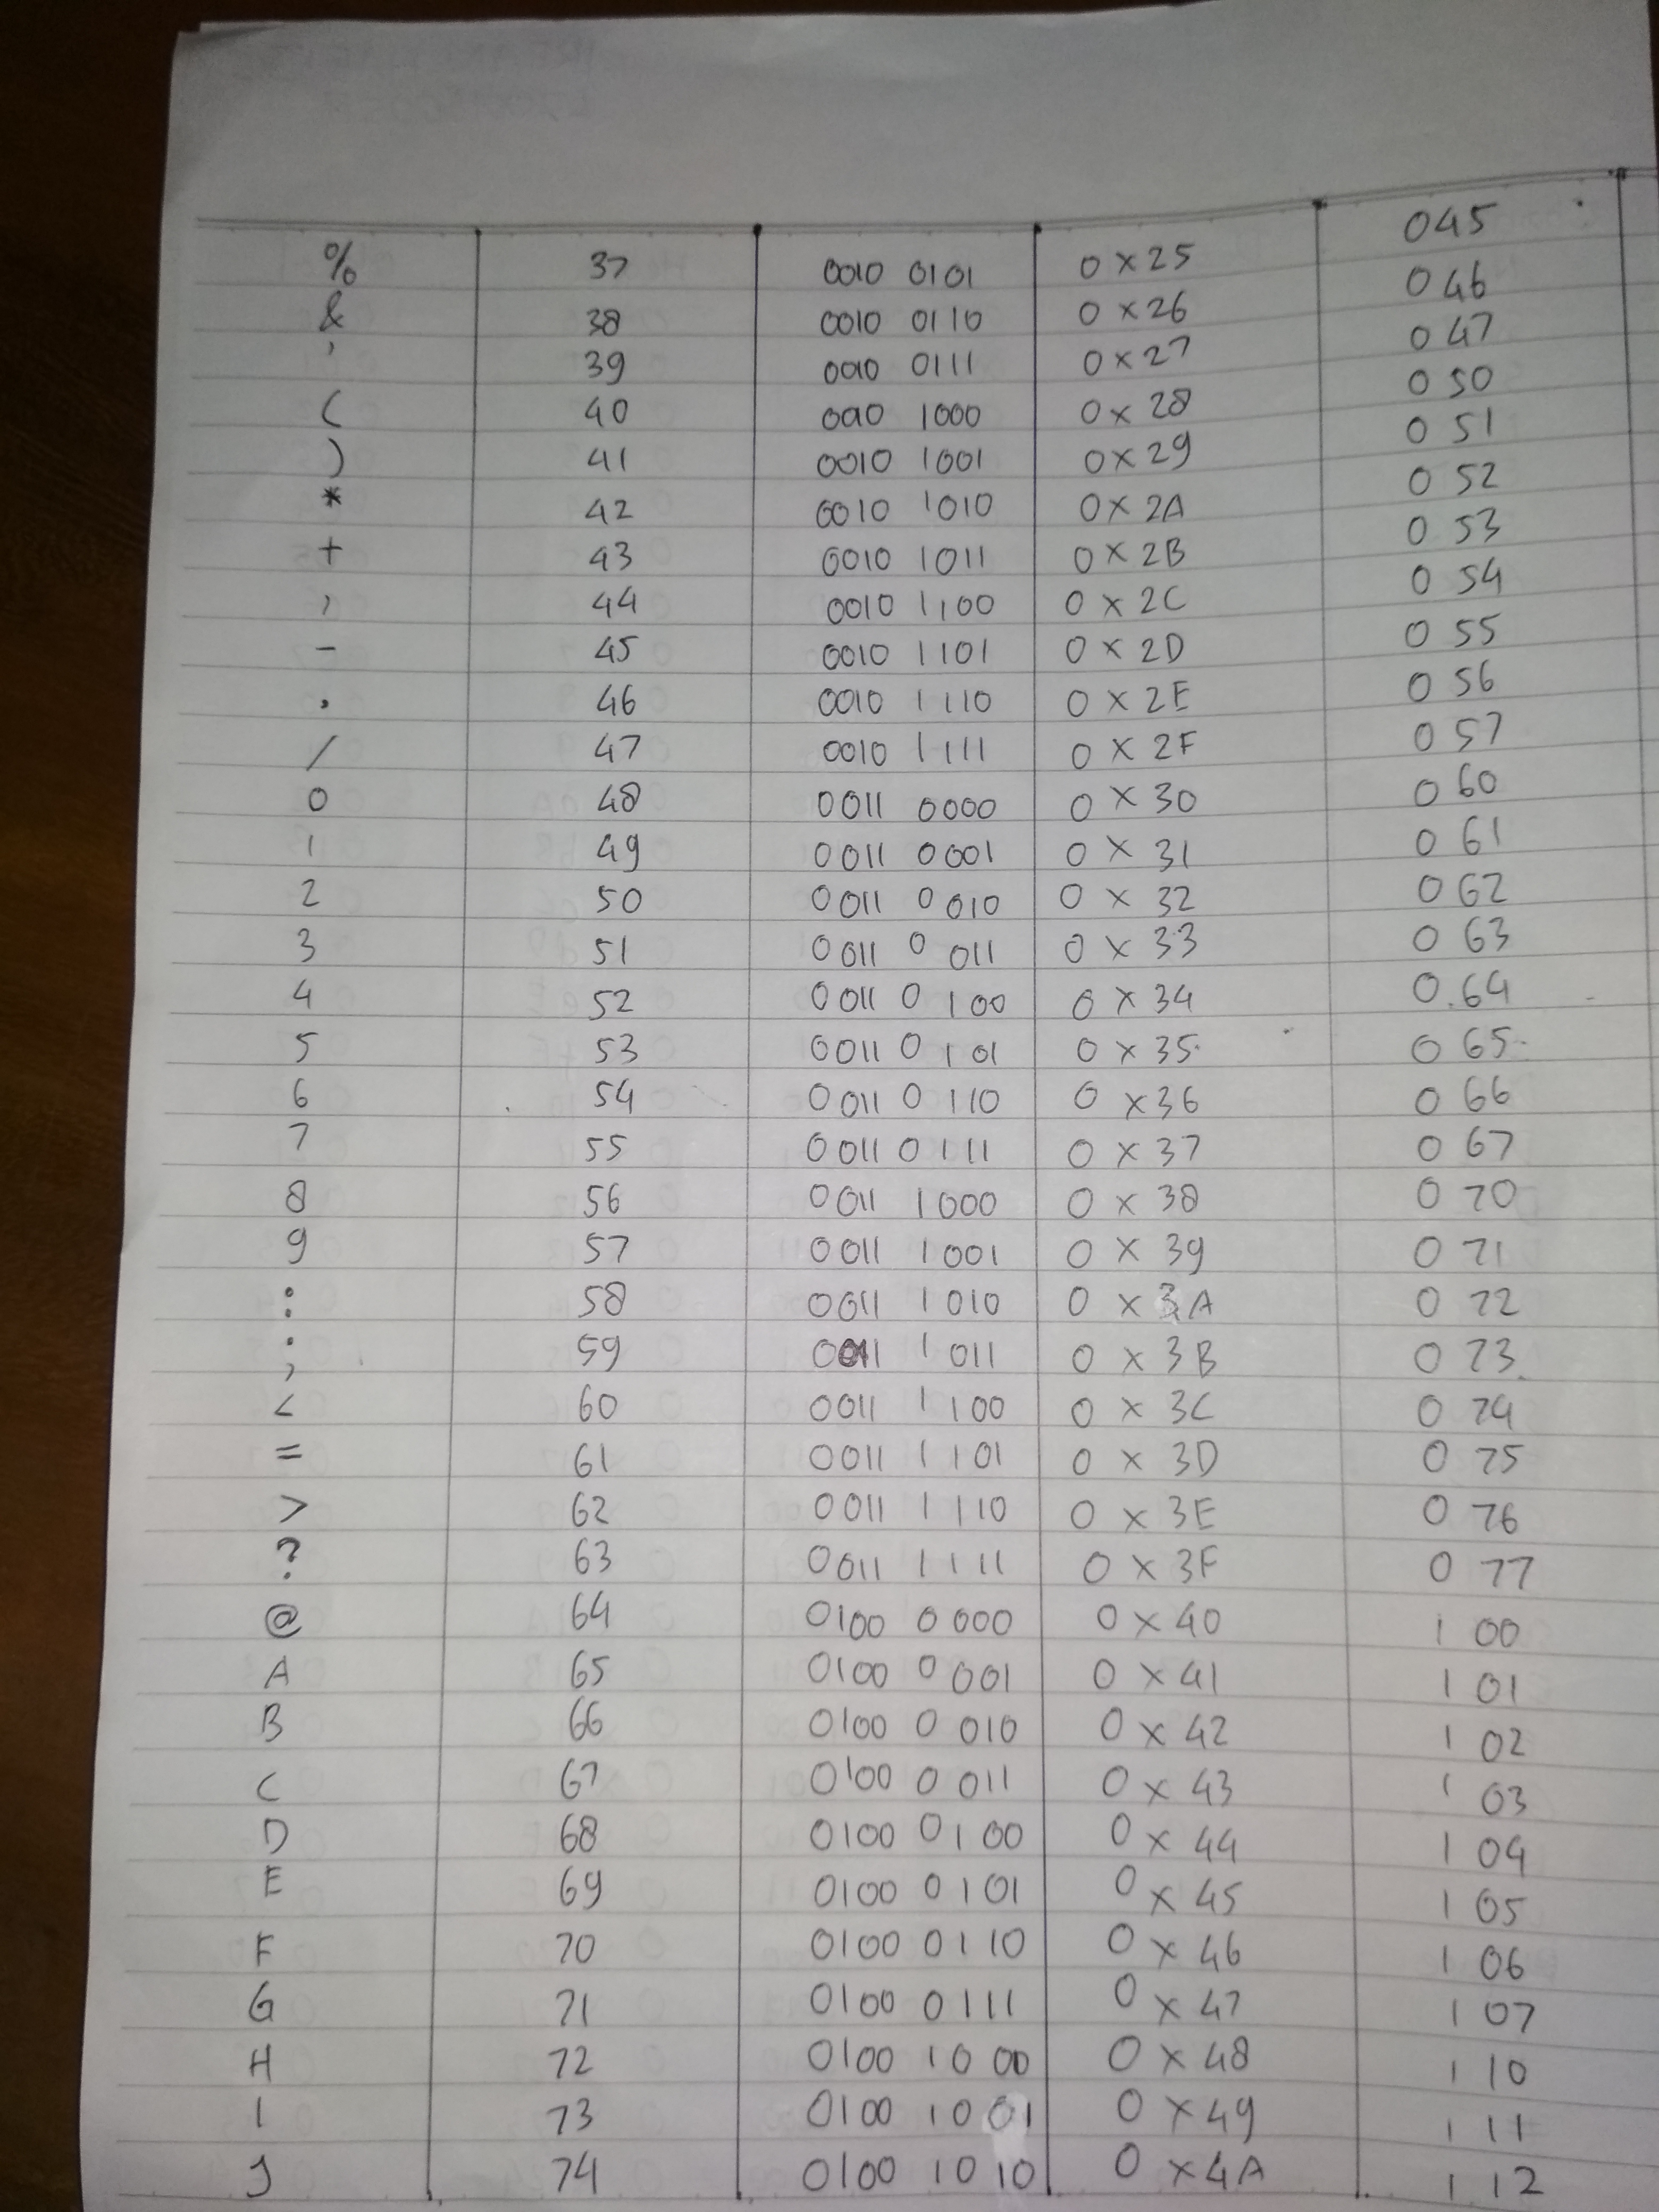 % 37 0010 0101 0x25 045
& 38 0010 0110 0x26 046
' 39 0010 0111 0x27 047
( 40 0010 1000 0x28 050
) 41 0010 1001 0x29 051
* 42 0010 1010 0x2A 052
+ 43 0010 1011 0x2B 053
, 44 0010 1100 0x2C 054
- 45 0010 1101 0x2D 055
. 46 0010 1110 0x2E 056
/ 47 0010 1111 0x2F 057
0 48 0011 0000 0x30 060
1 49 0011 0001 0x31 061
2 50 0011 0010 0x32 062
3 51 0011 0011 0x33 063
4 52 0011 0100 0x34 064
5 53 0011 0101 0x35 065
6 54 0011 0110 0x36 066
7 55 0011 0111 0x37 067
8 56 0011 1000 0x38 070
9 57 0011 1001 0x39 071
: 58 0011 1010 0x3A 072
; 59 0011 1011 0x3B 073
< 60 0011 1100 0x3C 074
= 61 0011 1101 0x3D 075
> 62 0011 1110 0x3E 076
? 63 0011 1111 0x3F 077
@ 64 0100 0000 0x40 100
A 65 0100 0001 0x41 101
B 66 0100 0010 0x42 102
C 67 0100 0011 0x43 103
D 68 0100 0100 0x44 104
E 69 0100 0101 0x45 105
F 70 0100 0110 0x46 106
G 71 0100 0111 0x47 107
H 72 0100 1000 0x48 110
I 73 0100 1001 0x49 111
J 74 0100 1010 0x4A 112